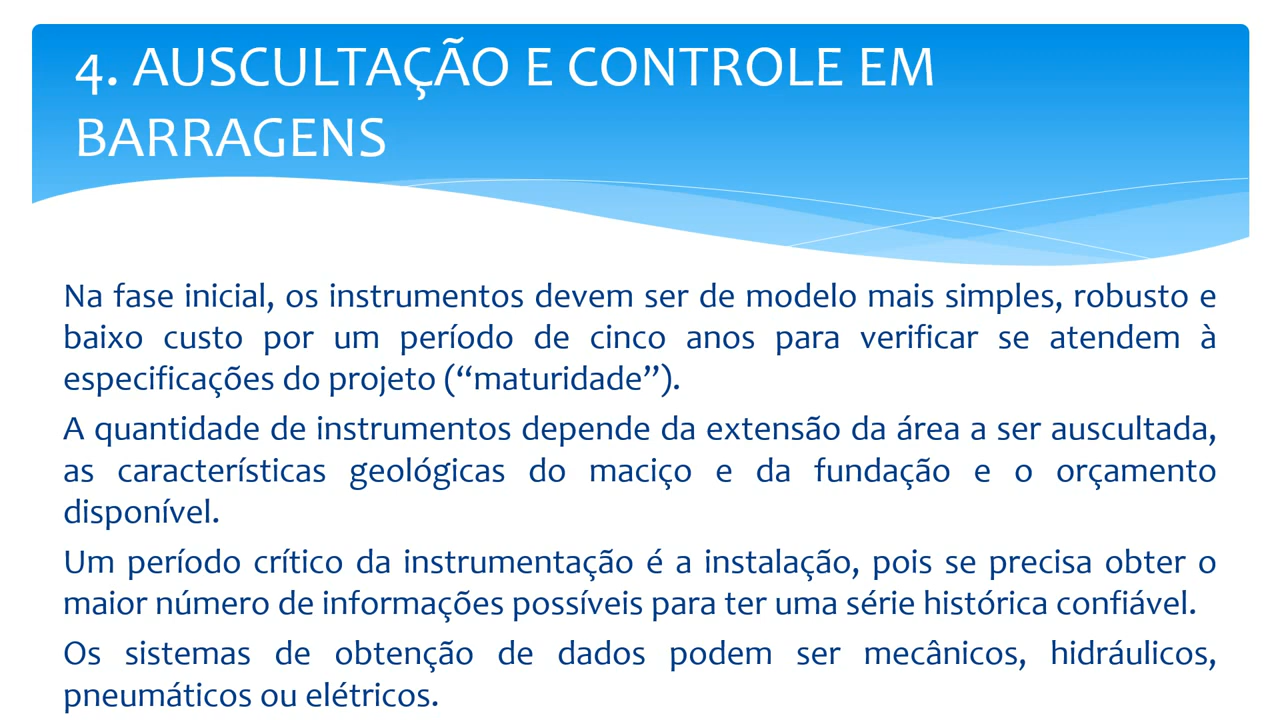 4. AUSCULTAÇÃO E CONTROLE EM
BARRAGENS
Na fase inicial, os instrumentos devem ser de modelo mais simples, robusto e
baixo custo por um período de cinco anos para verificar se atendem à
especificações do projeto (“maturidade”).
A quantidade de instrumentos depende da extensão da área a ser auscultada,
as características geológicas do maciço e da fundação e o orçamento
disponível.
Um período crítico da instrumentação é a instalação, pois se precisa obter o
maior número de informações possíveis para ter uma série histórica confiável.
Os sistemas de obtenção de dados podem ser mecânicos, hidráulicos,
pneumáticos ou elétricos.